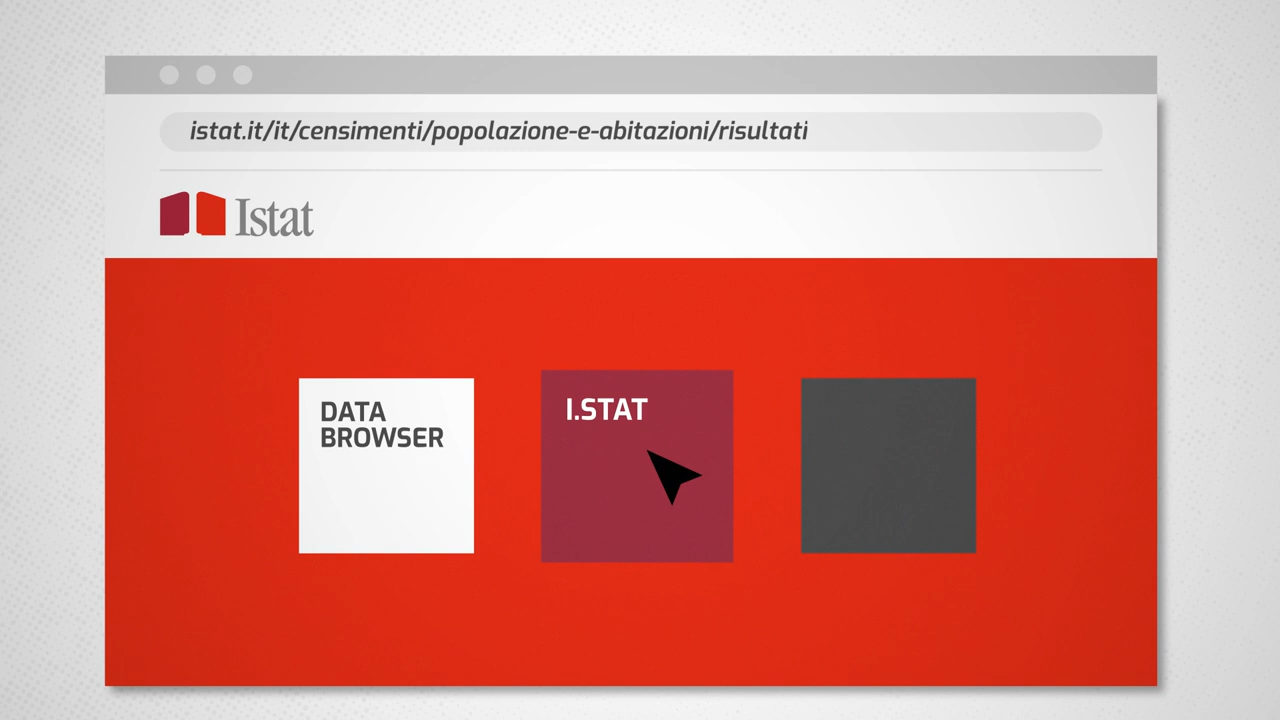 istat.it/it/censimenti/popolazione-e-abitazioni/risultati
Istat
DATA
BROWSER
I.STAT